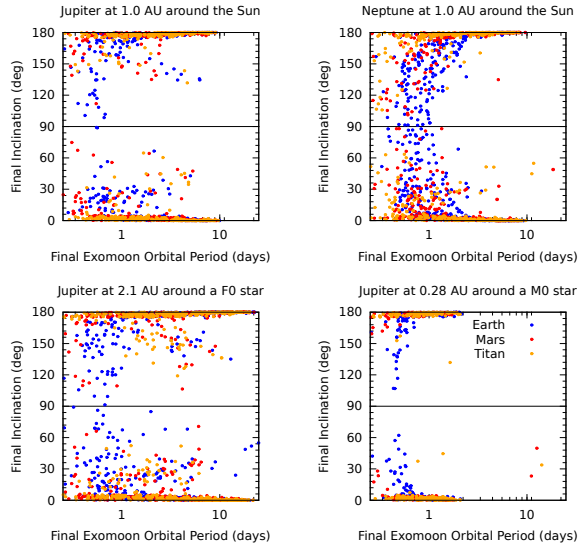 Jupiter at 1.0 AU around the Sun
Final Inclination (deg)
180
150
120
90
60
30
0
1
10
Final Exomoon Orbital Period (days)
Neptune at 1.0 AU around the Sun
Final Inclination (deg)
180
150
120
90
60
30
0
1
10
Final Exomoon Orbital Period (days)
Jupiter at 2.1 AU around a F0 star
Final Inclination (deg)
180
150
120
90
60
30
0
1
10
Final Exomoon Orbital Period (days)
Jupiter at 0.28 AU around a M0 star
Final Inclination (deg)
180
150
120
90
60
30
0
Earth
Mars
Titan
1
10
Final Exomoon Orbital Period (days)